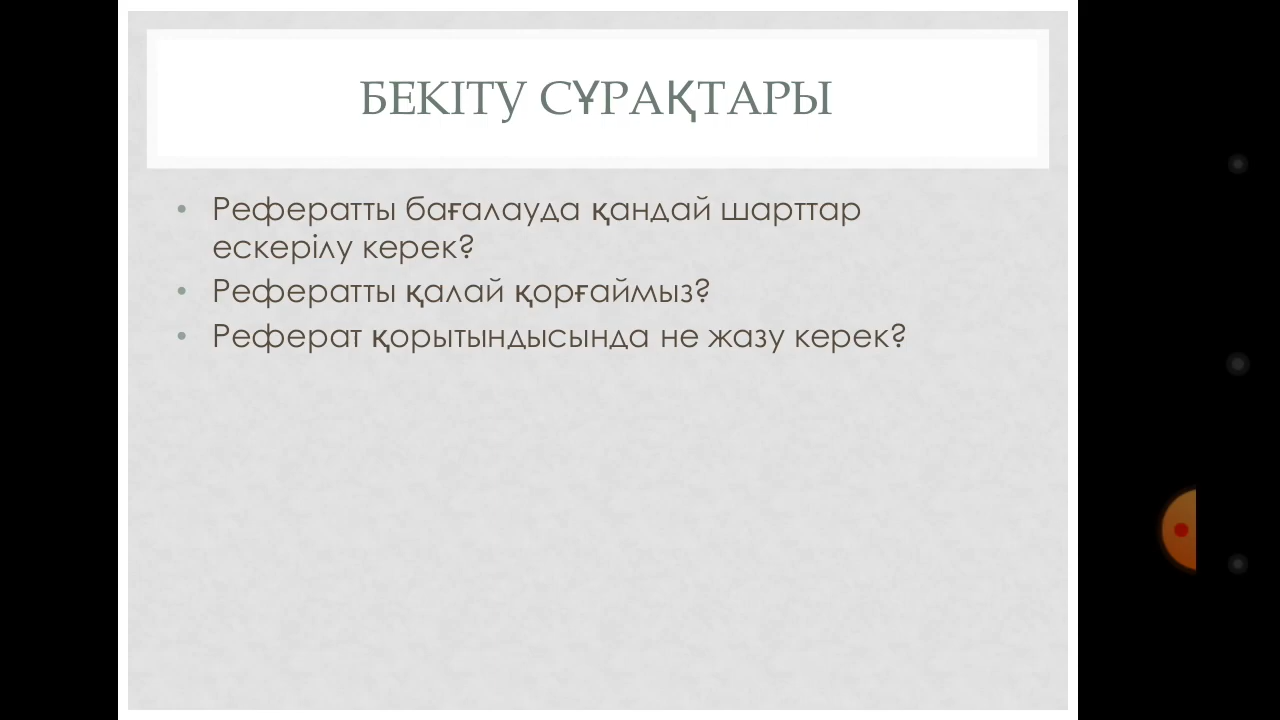 БЕКІТУ СҰРАҚТАРЫ
• Рефератты бағалауда қандай шарттар
ескерілу керек?
• Рефератты қалай қорғаймыз?
• Реферат қорытындысында не жазу керек?